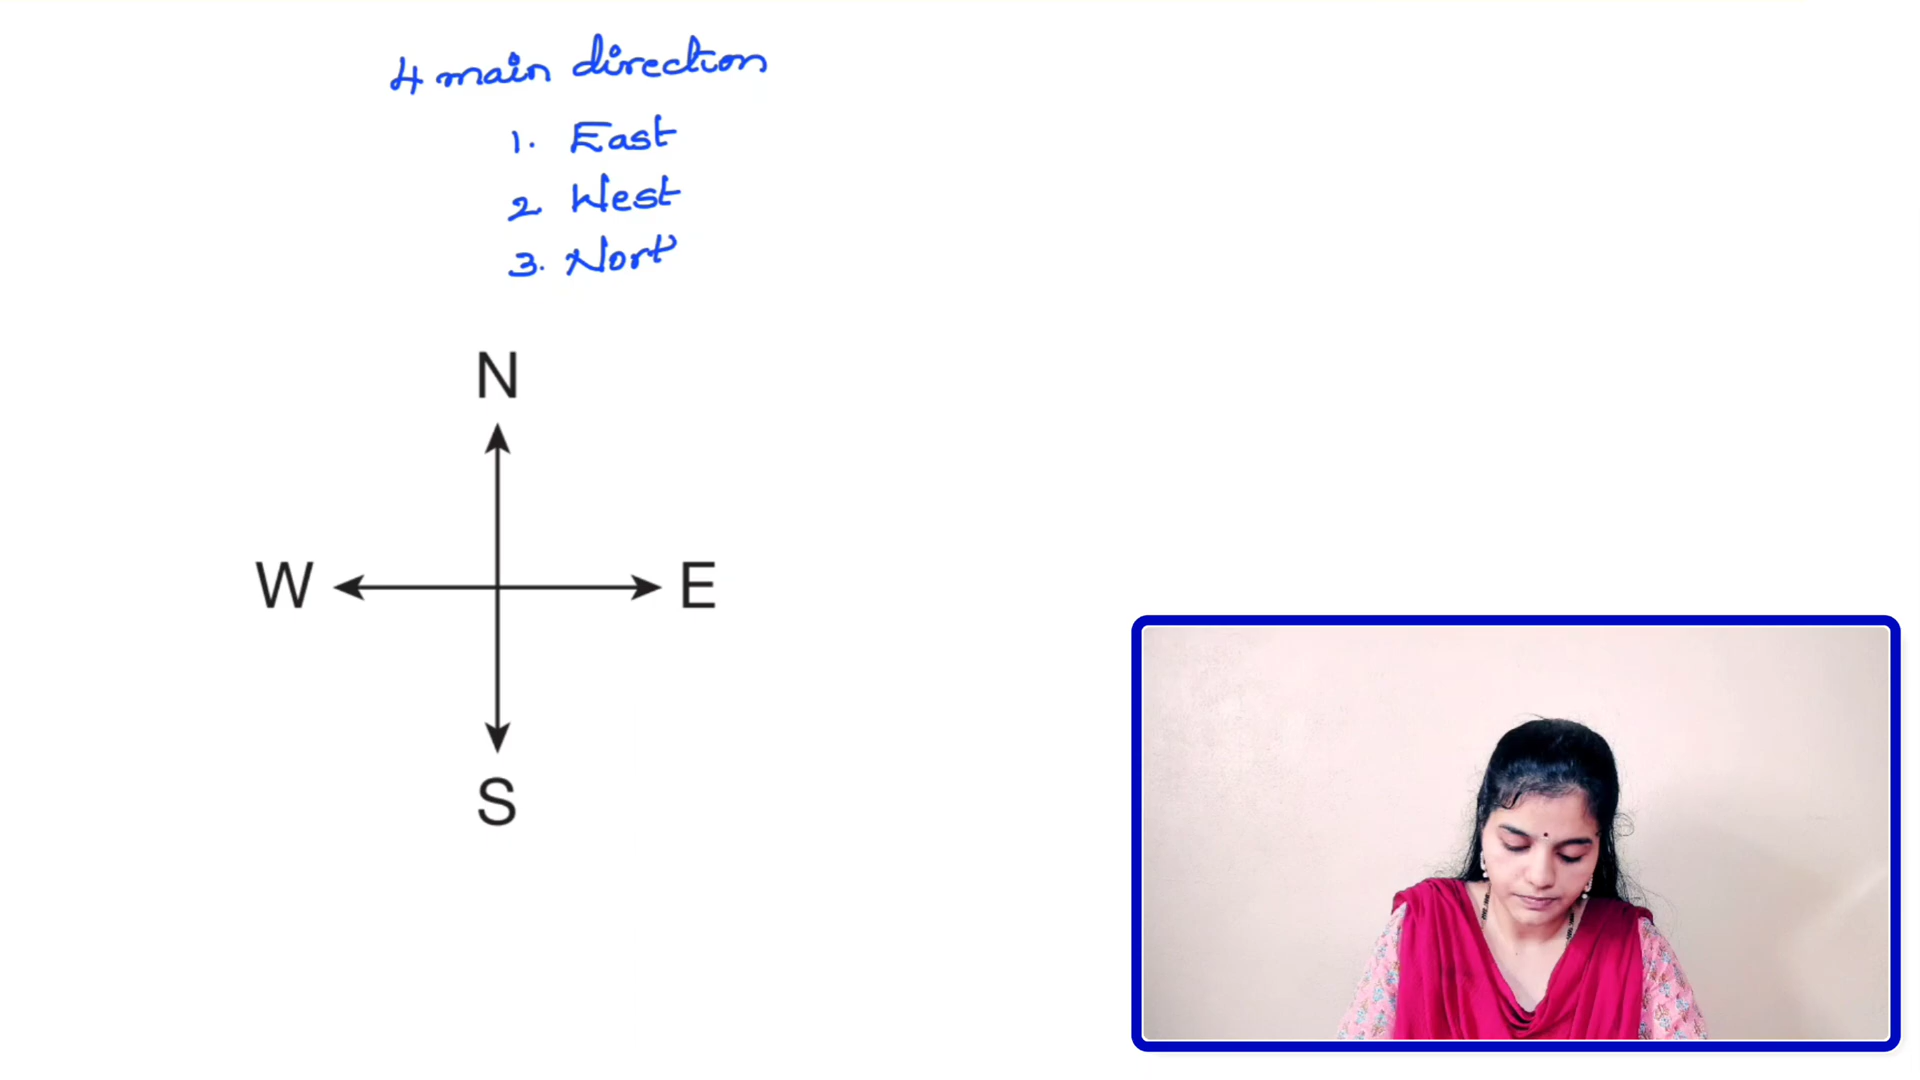 4 main direction
1. East
2. West
3. Nort
N
W E
S